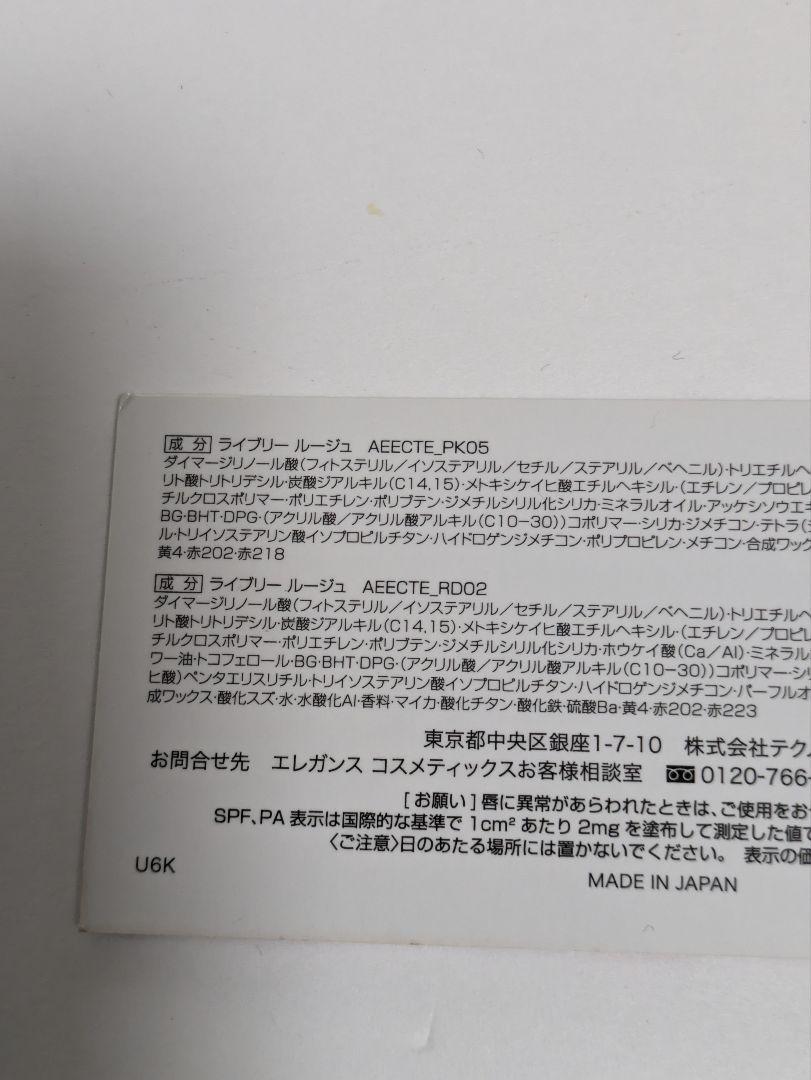 成分 ライブリー ルージュ AEECTE_PK05
ダイマージリノール酸(フィトステリル/イソステアリル/セチル/ステアリル/ベヘニル)・トリエチルヘ
リト酸トリトリデシル・炭酸ジアルキル(C14,15)・メトキシケイヒ酸エチルヘキシル・(エチレン/プロピレ
チルクロスポリマー・ポリエチレン・ポリブテン・ジメチルシリル化シリカ・ミネラルオイル・アッケシソウエキ
BG・BHT・DPG・(アクリル酸/アクリル酸アルキル(C10-30))コポリマー・シリカ・ジメチコン・テトラ(
ル・トリイソステアリン酸イソプロピルチタン・ハイドロゲンジメチコン・ポリプロピレン・メチコン・合成ワック
黄4・赤202・赤218
成分 ライブリー ルージュ AEECTE_RD02
ダイマージリノール酸(フィトステリル/イソステアリル/セチル/ステアリル/ベヘニル)・トリエチルヘ
リト酸トリトリデシル・炭酸ジアルキル(C14,15)・メトキシケイヒ酸エチルヘキシル・(エチレン/プロピレ
チルクロスポリマー・ポリエチレン・ポリブテン・ジメチルシリル化シリカ・ホウケイ酸(Ca/Al)・ミネラル
ワー油・トコフェロール・BG・BHT・DPG・(アクリル酸/アクリル酸アルキル(C10-30))コポリマー・シリ
ヒ酸)ペンタエリスリチル・トリイソステアリン酸イソプロピルチタン・ハイドロゲンジメチコン・パーフルオ
成ワックス・酸化スズ・水・水酸化Al・香料・マイカ・酸化チタン・酸化鉄・硫酸Ba・黄4・赤202・赤223
東京都中央区銀座1-7-10 株式会社テクノ
お問合せ先 エレガンス コスメティックスお客様相談室 0120-766-
[お願い]唇に異常があらわれたときは、ご使用をお
SPF、PA 表示は国際的な基準で 1cm²あたり 2mg を塗布して測定した値で
〈ご注意〉日のあたる場所には置かないでください。 表示の価
U6K
MADE IN JAPAN